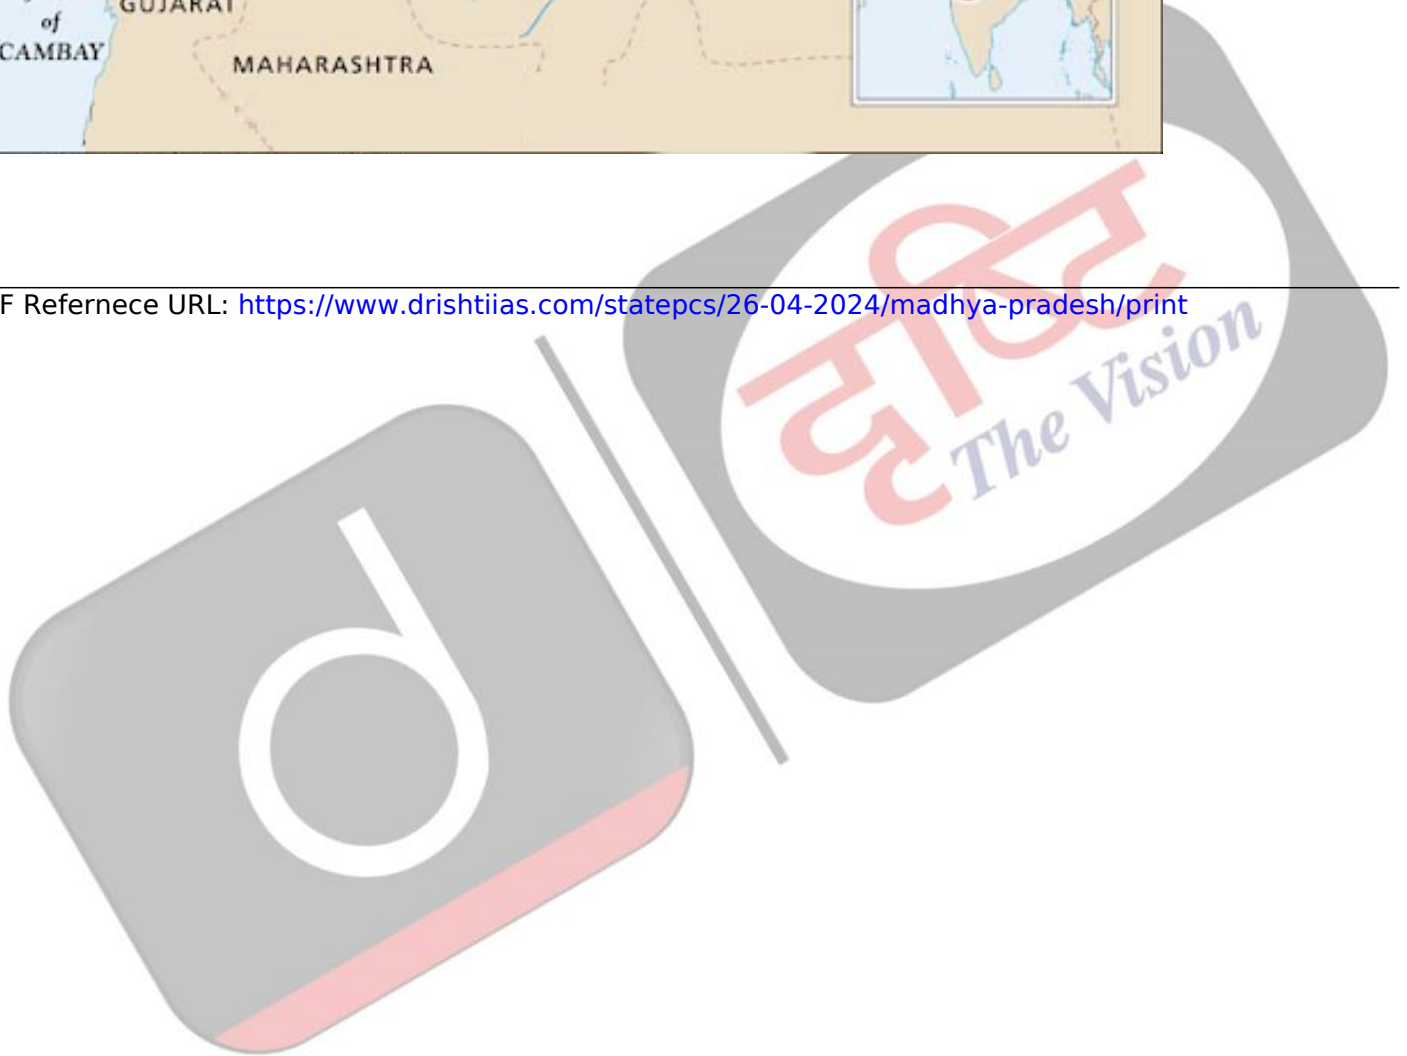 GUJARAT
of
CAMBAY
MAHARASHTRA
F Refernece URL: https://www.drishtiias.com/statepcs/26-04-2024/madhya-pradesh/print
दृष्टि
The Vision
d